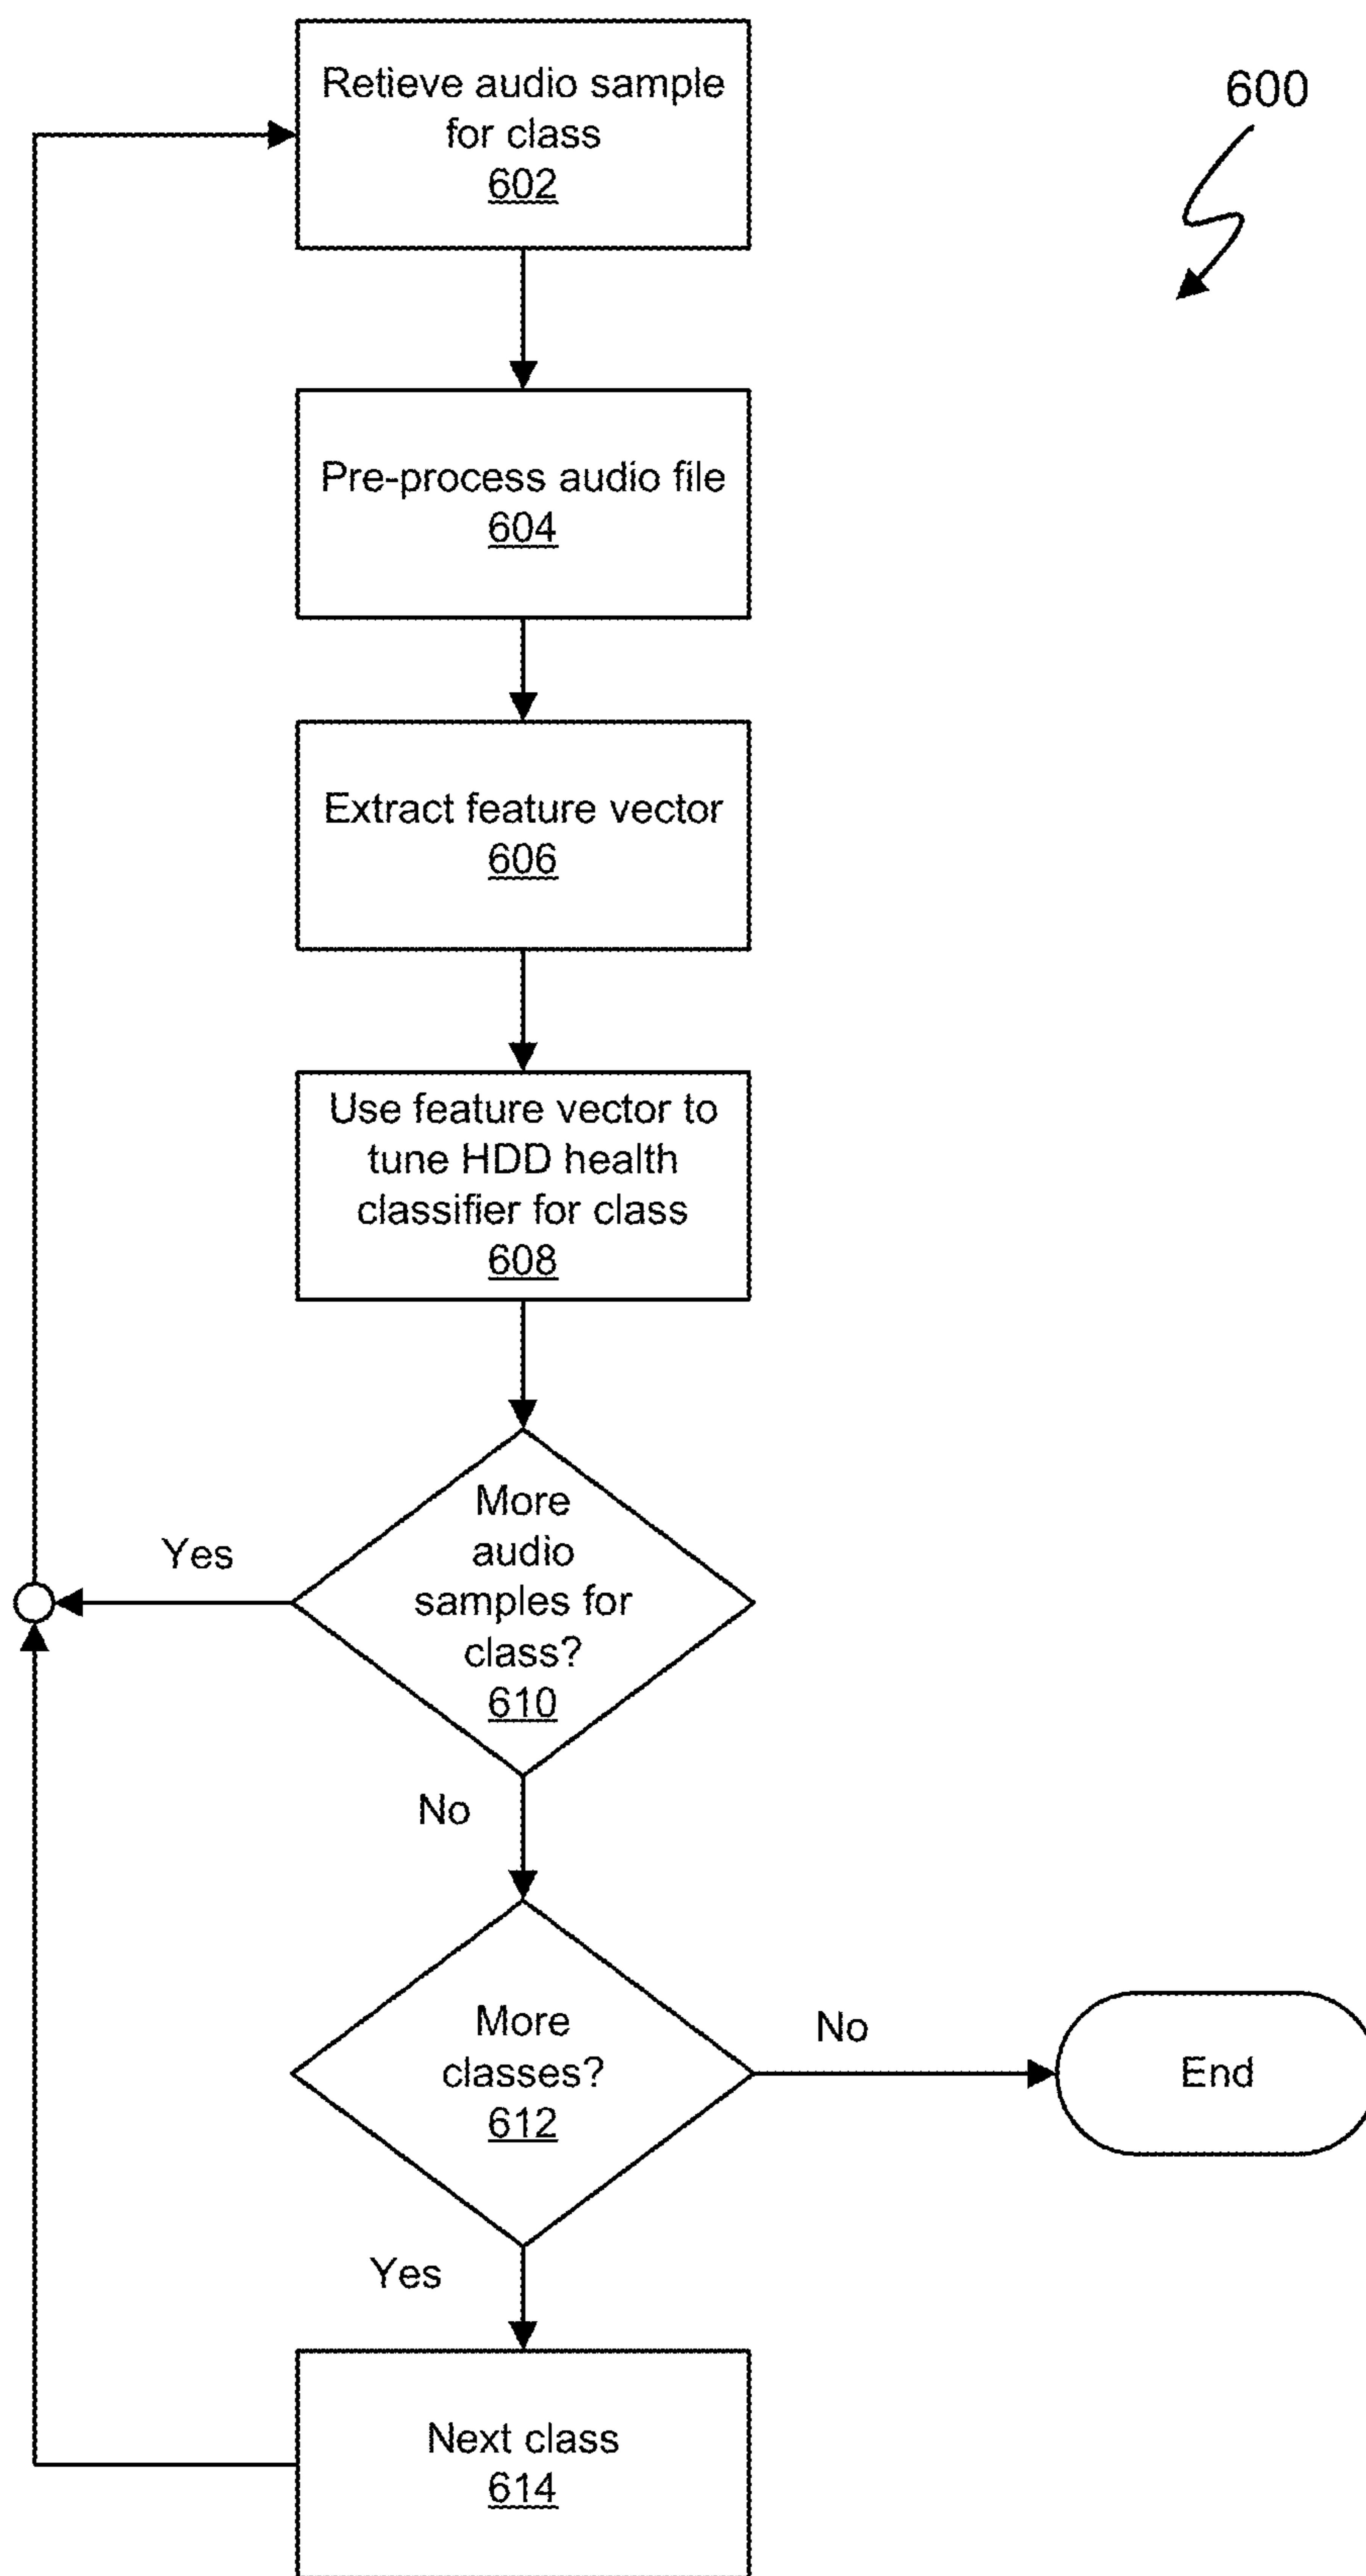 Retieve audio sample
for class
602
600
Pre-process audio file
604
Extract feature vector
606
Use feature vector to
tune HDD health
classifier for class
608
More
audio
samples for
class?
610
Yes
No
More
classes?
612
No
End
Yes
Next class
614